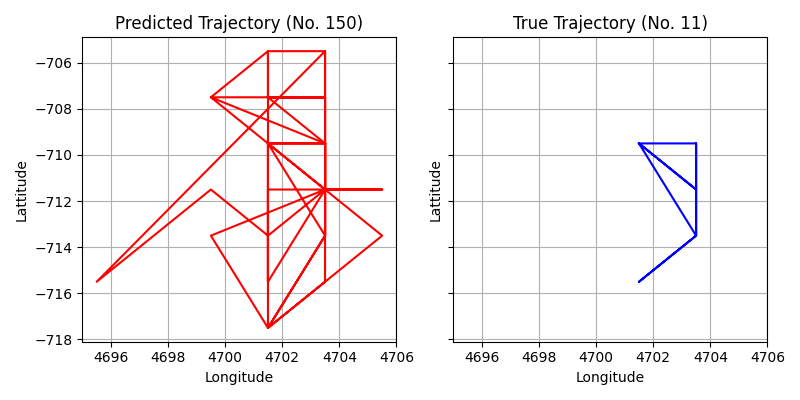 Predicted Trajectory (No. 150)
Lattitude
−706
−708
−710
−712
−714
−716
−718
4696 4698 4700 4702 4704 4706
Longitude
True Trajectory (No. 11)
Lattitude
4696 4698 4700 4702 4704 4706
Longitude